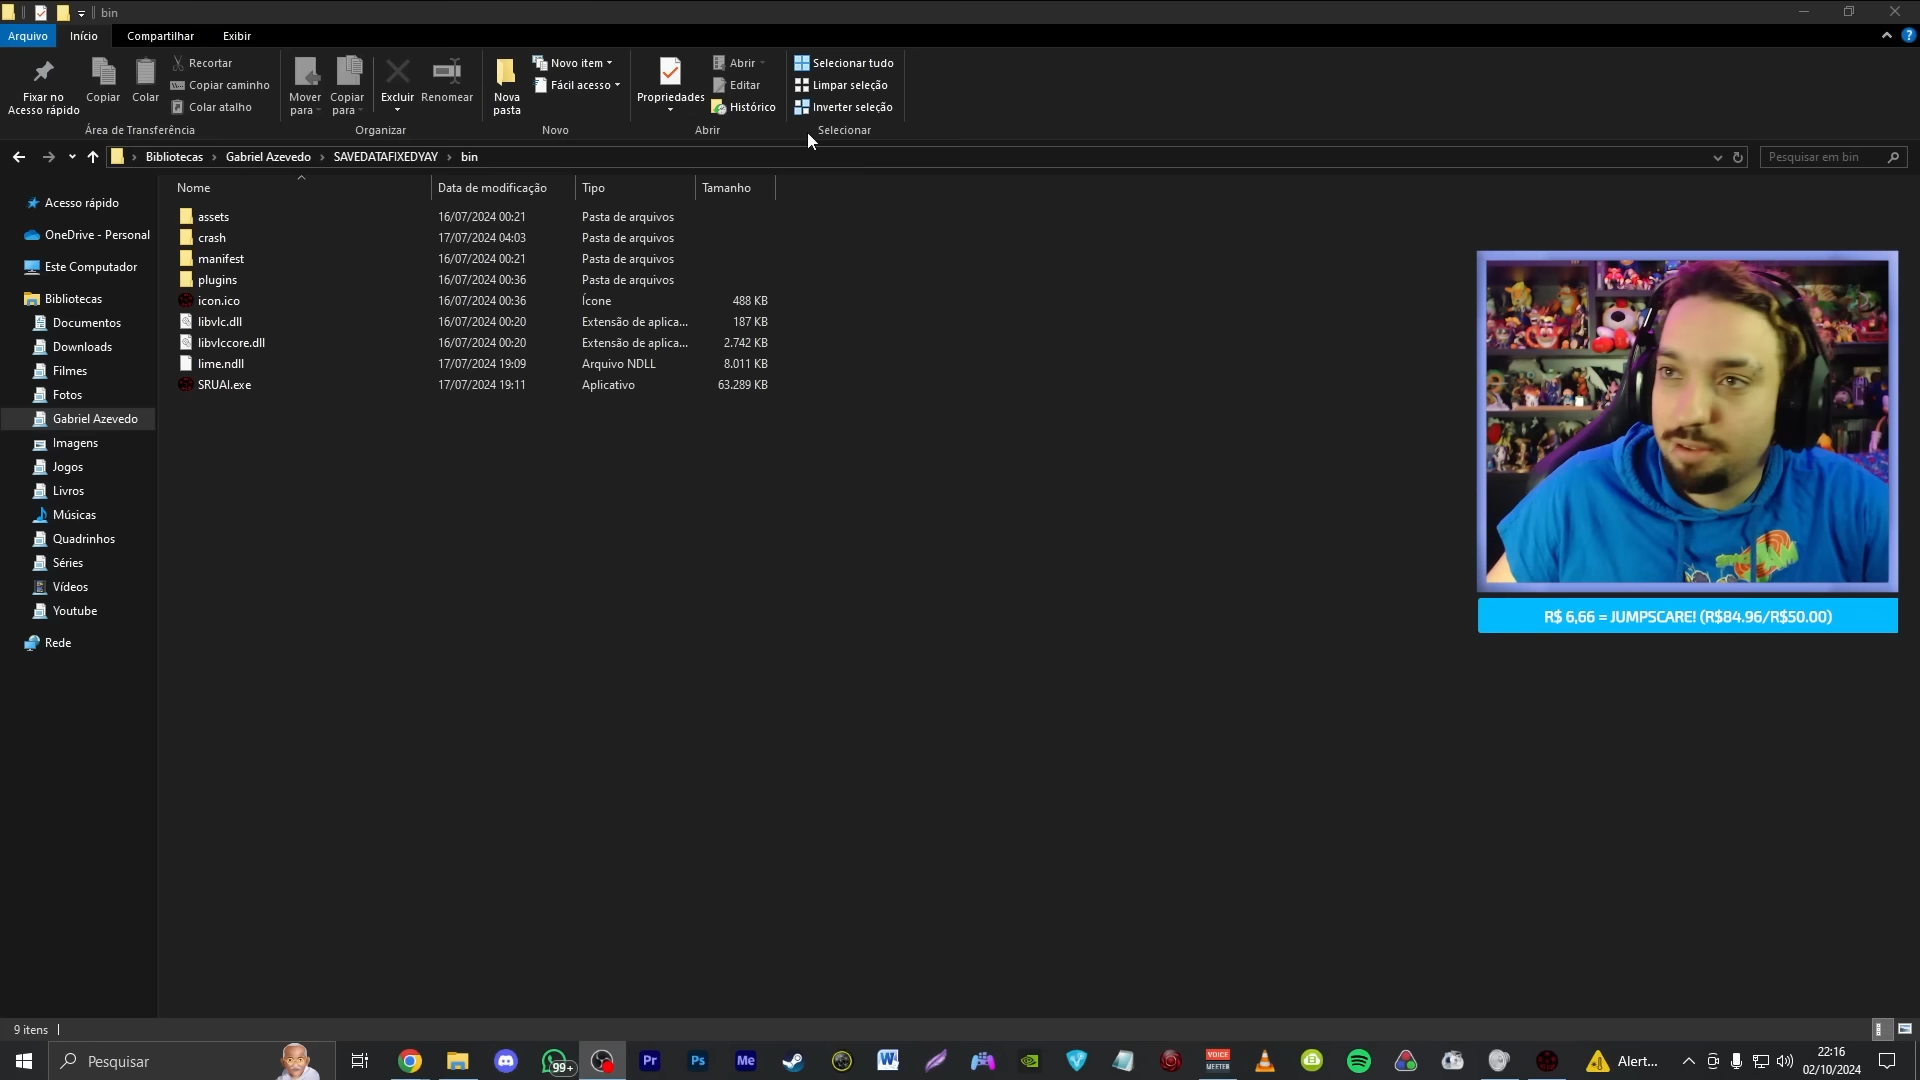 bin
Arquivo Início Compartilhar Exibir
Fixar no Acesso rápido
Copiar
Colar
Recortar
Copiar caminho
Colar atalho
Área de Transferência
Mover para
Copiar para
Excluir
Renomear
Organizar
Nova pasta
Novo item
Fácil acesso
Novo
Propriedades
Abrir
Editar
Histórico
Abrir
Selecionar tudo
Limpar seleção
Inverter seleção
Selecionar
Bibliotecas > Gabriel Azevedo > SAVEDATAFIXEDYAY > bin
Pesquisar em bin
Acesso rápido
OneDrive - Personal
Este Computador
Bibliotecas
Documentos
Downloads
Filmes
Fotos
Gabriel Azevedo
Imagens
Jogos
Livros
Músicas
Quadrinhos
Séries
Vídeos
Youtube
Rede
Nome Data de modificação Tipo Tamanho
assets 16/07/2024 00:21 Pasta de arquivos
crash 17/07/2024 04:03 Pasta de arquivos
manifest 16/07/2024 00:21 Pasta de arquivos
plugins 16/07/2024 00:36 Pasta de arquivos
icon.ico 16/07/2024 00:36 Ícone 488 KB
libvlc.dll 16/07/2024 00:20 Extensão de aplica... 187 KB
libvlccore.dll 16/07/2024 00:20 Extensão de aplica... 2.742 KB
lime.ndll 17/07/2024 19:09 Arquivo NDLL 8.011 KB
SRUAI.exe 17/07/2024 19:11 Aplicativo 63.289 KB
R$ 6,66 = JUMPSCARE! (R$84.96/R$50.00)
9 itens
Pesquisar
99+
Pr
Ps
Me
W
VOICE
MEETER
Alert...
22:16
02/10/2024